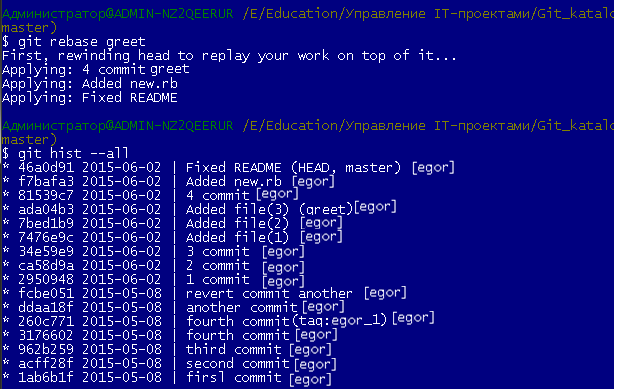 Администратор@ADMIN-NZ2QEERUR /E/Education/Управление IT-проектами/Git_katalo
master)
$ git rebase greet
First, rewinding head to replay your work on top of it...
Applying: 4 commit greet
Applying: Added new.rb
Applying: Fixed README
Администратор@ADMIN-NZ2QEERUR /E/Education/Управление IT-проектами/Git_katalo
master)
$ git hist --all
* 46a0d91 2015-06-02 | Fixed README (HEAD, master) [egor]
* f7bafa3 2015-06-02 | Added new.rb [egor]
* 81539c7 2015-06-02 | 4 commit [egor]
* ada04b3 2015-06-02 | Added file(3) (greet)[egor]
* 7bed1b9 2015-06-02 | Added file(2) [egor]
* 7476e9c 2015-06-02 | Added file(1) [egor]
* 34e59e9 2015-06-02 | 3 commit [egor]
* ca58d9a 2015-06-02 | 2 commit [egor]
* 2950948 2015-06-02 | 1 commit [egor]
* fcbe051 2015-05-08 | revert commit another [egor]
* ddaa18f 2015-05-08 | another commit [egor]
* 260c771 2015-05-08 | fourth commit(taq:egor_1) [egor]
* 3176602 2015-05-08 | fourth commit [egor]
* 962b259 2015-05-08 | third commit [egor]
* acff28f 2015-05-08 | second commit [egor]
* 1ab6b1f 2015-05-08 | firsl commit [egor]